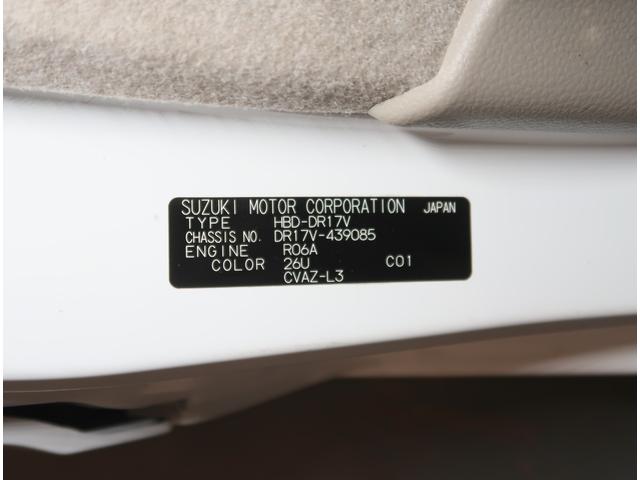 SUZUKI MOTOR CORPORATION JAPAN
TYPE HBD-DR17V
CHASSIS NO. DR17V-439085
ENGINE R06A
COLOR 26U C01
CVAZ-L3